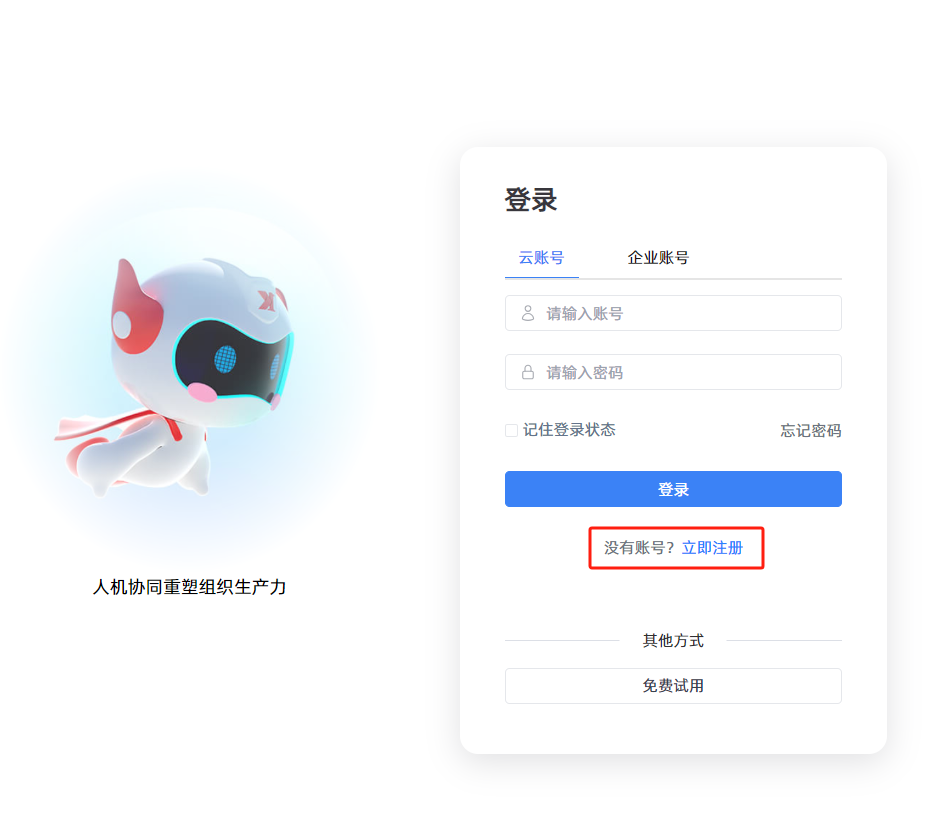 登录
云账号 企业账号
请输入账号
请输入密码
记住登录状态 忘记密码
登录
没有账号？立即注册
人机协同重塑组织生产力
其他方式
免费试用